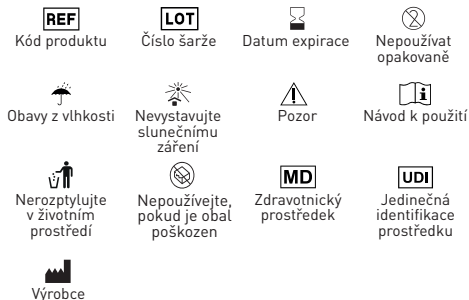 REF
LOT
Kód produktu
Číslo šarže
Datum expirace
Nepoužívat
opakovaně
Obavy z vlhkosti
Nevystavujte
slunečnímu
záření
Pozor
Návod k použití
Nerozptylujte
v životním
prostředí
Nepoužívejte,
pokud je obal
poškozen
MD
Zdravotnický
prostředek
UDI
Jedinečná
identifikace
prostředku
Výrobce